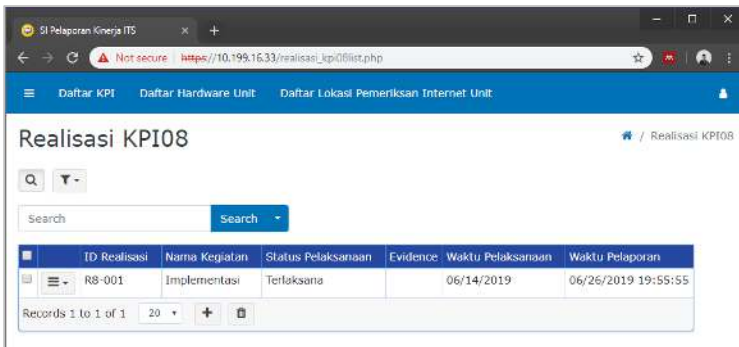 SI Pelaporan Kinerja ITS
Not secure https://10.199.16.33/realisasi_kpi08list.php
Daftar KPI Daftar Hardware Unit Daftar Lokasi Pemeriksan Internet Unit
Realisasi KPI08
/ Realisasi KPI08
Search Search
ID Realisasi Nama Kegiatan Status Pelaksanaan Evidence Waktu Pelaksanaan Waktu Pelaporan
R8-001 Implementasi Terlaksana 06/14/2019 06/26/2019 19:55:55
Records 1 to 1 of 1 20